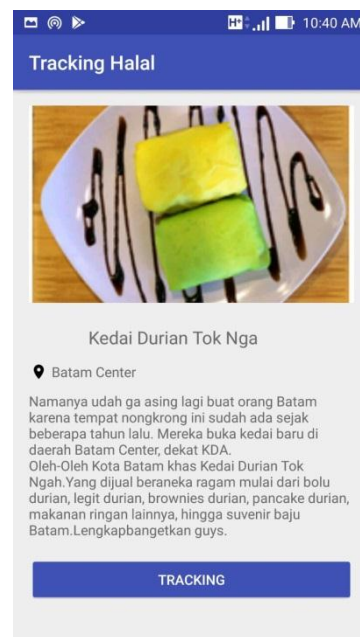 H+ 10:40 AM
Tracking Halal
Kedai Durian Tok Nga
Batam Center
Namanya udah ga asing lagi buat orang Batam
karena tempat nongkrong ini sudah ada sejak
beberapa tahun lalu. Mereka buka kedai baru di
daerah Batam Center, dekat KDA.
Oleh-Oleh Kota Batam khas Kedai Durian Tok
Ngah.Yang dijual beraneka ragam mulai dari bolu
durian, legit durian, brownies durian, pancake durian,
makanan ringan lainnya, hingga suvenir baju
Batam.Lengkapbangetkan guys.
TRACKING